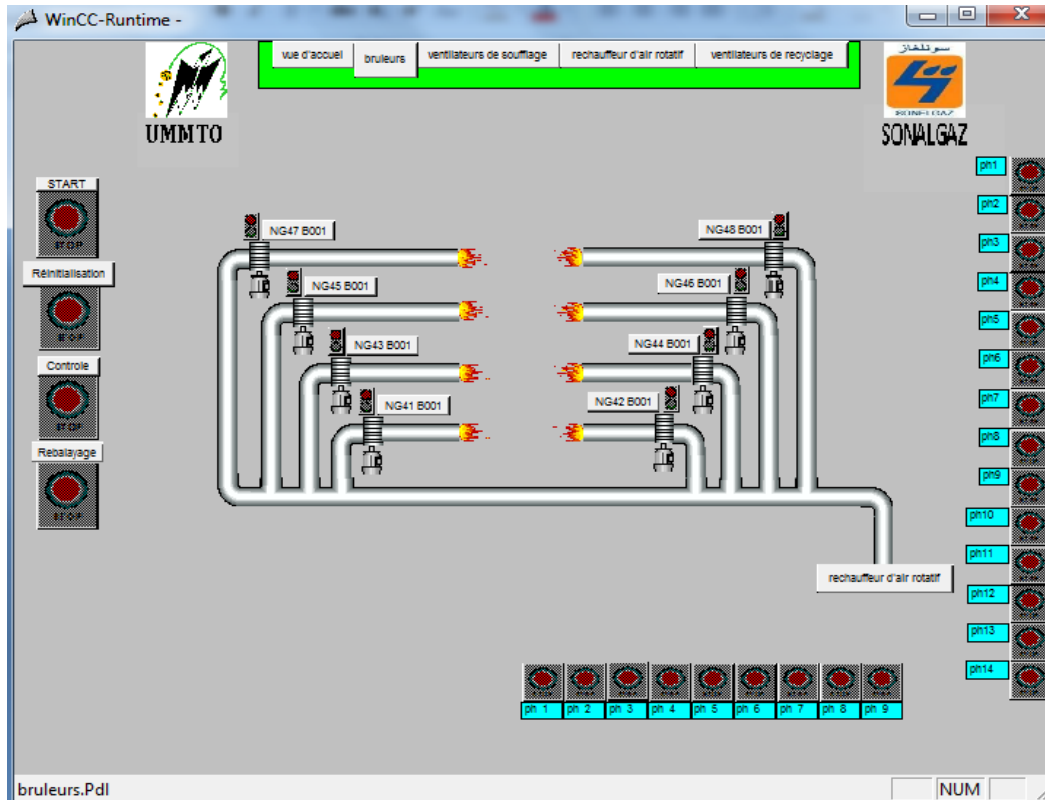 WinCC-Runtime -
vue d'accuel
bruleurs
ventilateurs de soufflage
rechauffeur d'air rotatif
ventilateurs de recyclage
UMMTO
سونلغاز
SONELGAZ
SONALGAZ
START
STOP
Réinitialisation
STOP
Controle
STOP
Rebalayage
STOP
NG47 B001
NG48 B001
NG45 B001
NG46 B001
NG43 B001
NG44 B001
NG41 B001
NG42 B001
rechauffeur d'air rotatif
ph1
ph2
ph3
ph4
ph5
ph6
ph7
ph8
ph9
ph10
ph11
ph12
ph13
ph14
ph 1
ph 2
ph 3
ph 4
ph 5
ph 6
ph 7
ph 8
ph 9
bruleurs.Pdl
NUM